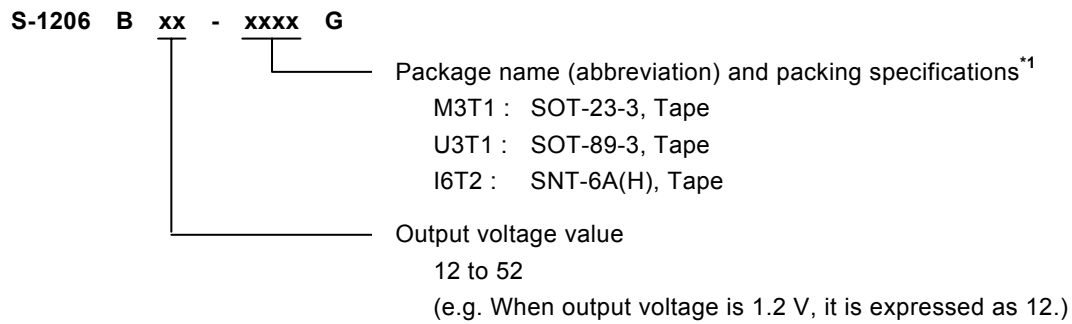 S-1206 B xx - xxxx G
Package name (abbreviation) and packing specifications*1
M3T1 : SOT-23-3, Tape
U3T1 : SOT-89-3, Tape
I6T2 : SNT-6A(H), Tape
Output voltage value
12 to 52
(e.g. When output voltage is 1.2 V, it is expressed as 12.)